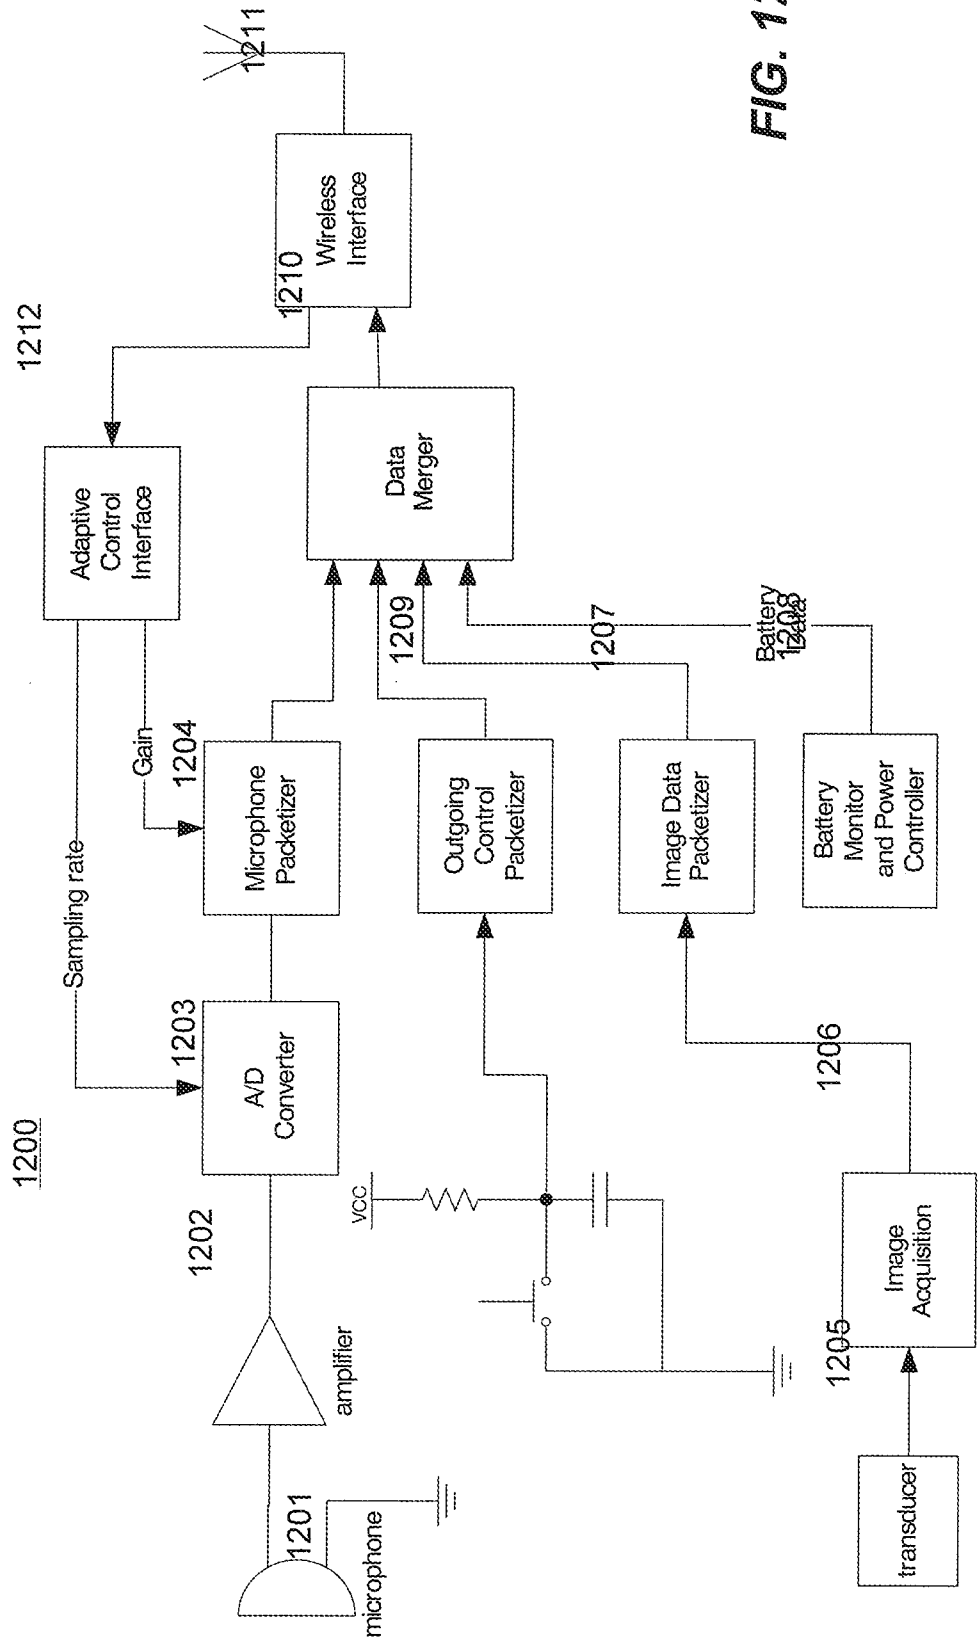 1200
1212
1211
Sampling rate
Gain
Adaptive
Control
Interface
1210
Wireless
Interface
1201
microphone
amplifier
1202
1203
A/D
Converter
1204
Microphone
Packetizer
Data
Merger
VCC
Outgoing
Control
Packetizer
1209
transducer
1205
Image
Acquisition
1206
Image Data
Packetizer
1207
Battery
Monitor
and Power
Controller
Battery
Data
1208
FIG.